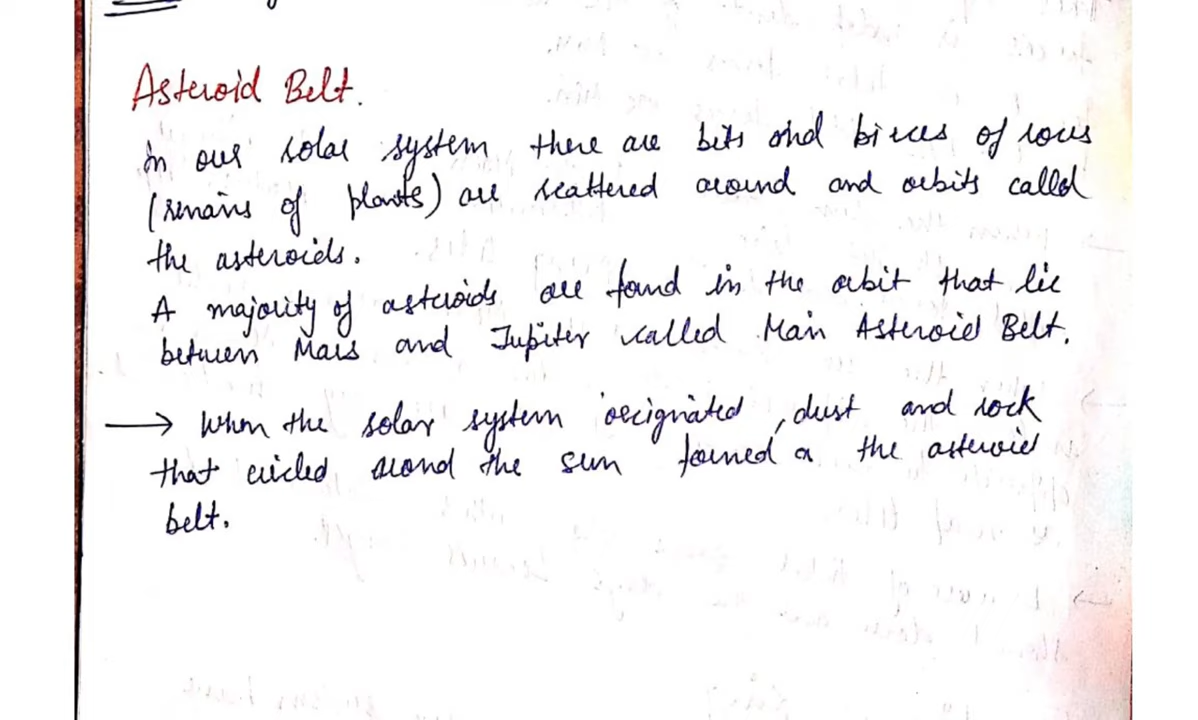 Asteroid Belt.
in our solar system there are bits and pieces of rocks
(remains of planets) are scattered around and orbits called
the asteroids.
A majority of asteroids are found in the orbit that lie
between Mars and Jupiter called Main Asteroid Belt.
→ When the solar system originated, dust and rock
that circled around the sun formed a the asteroid
belt.